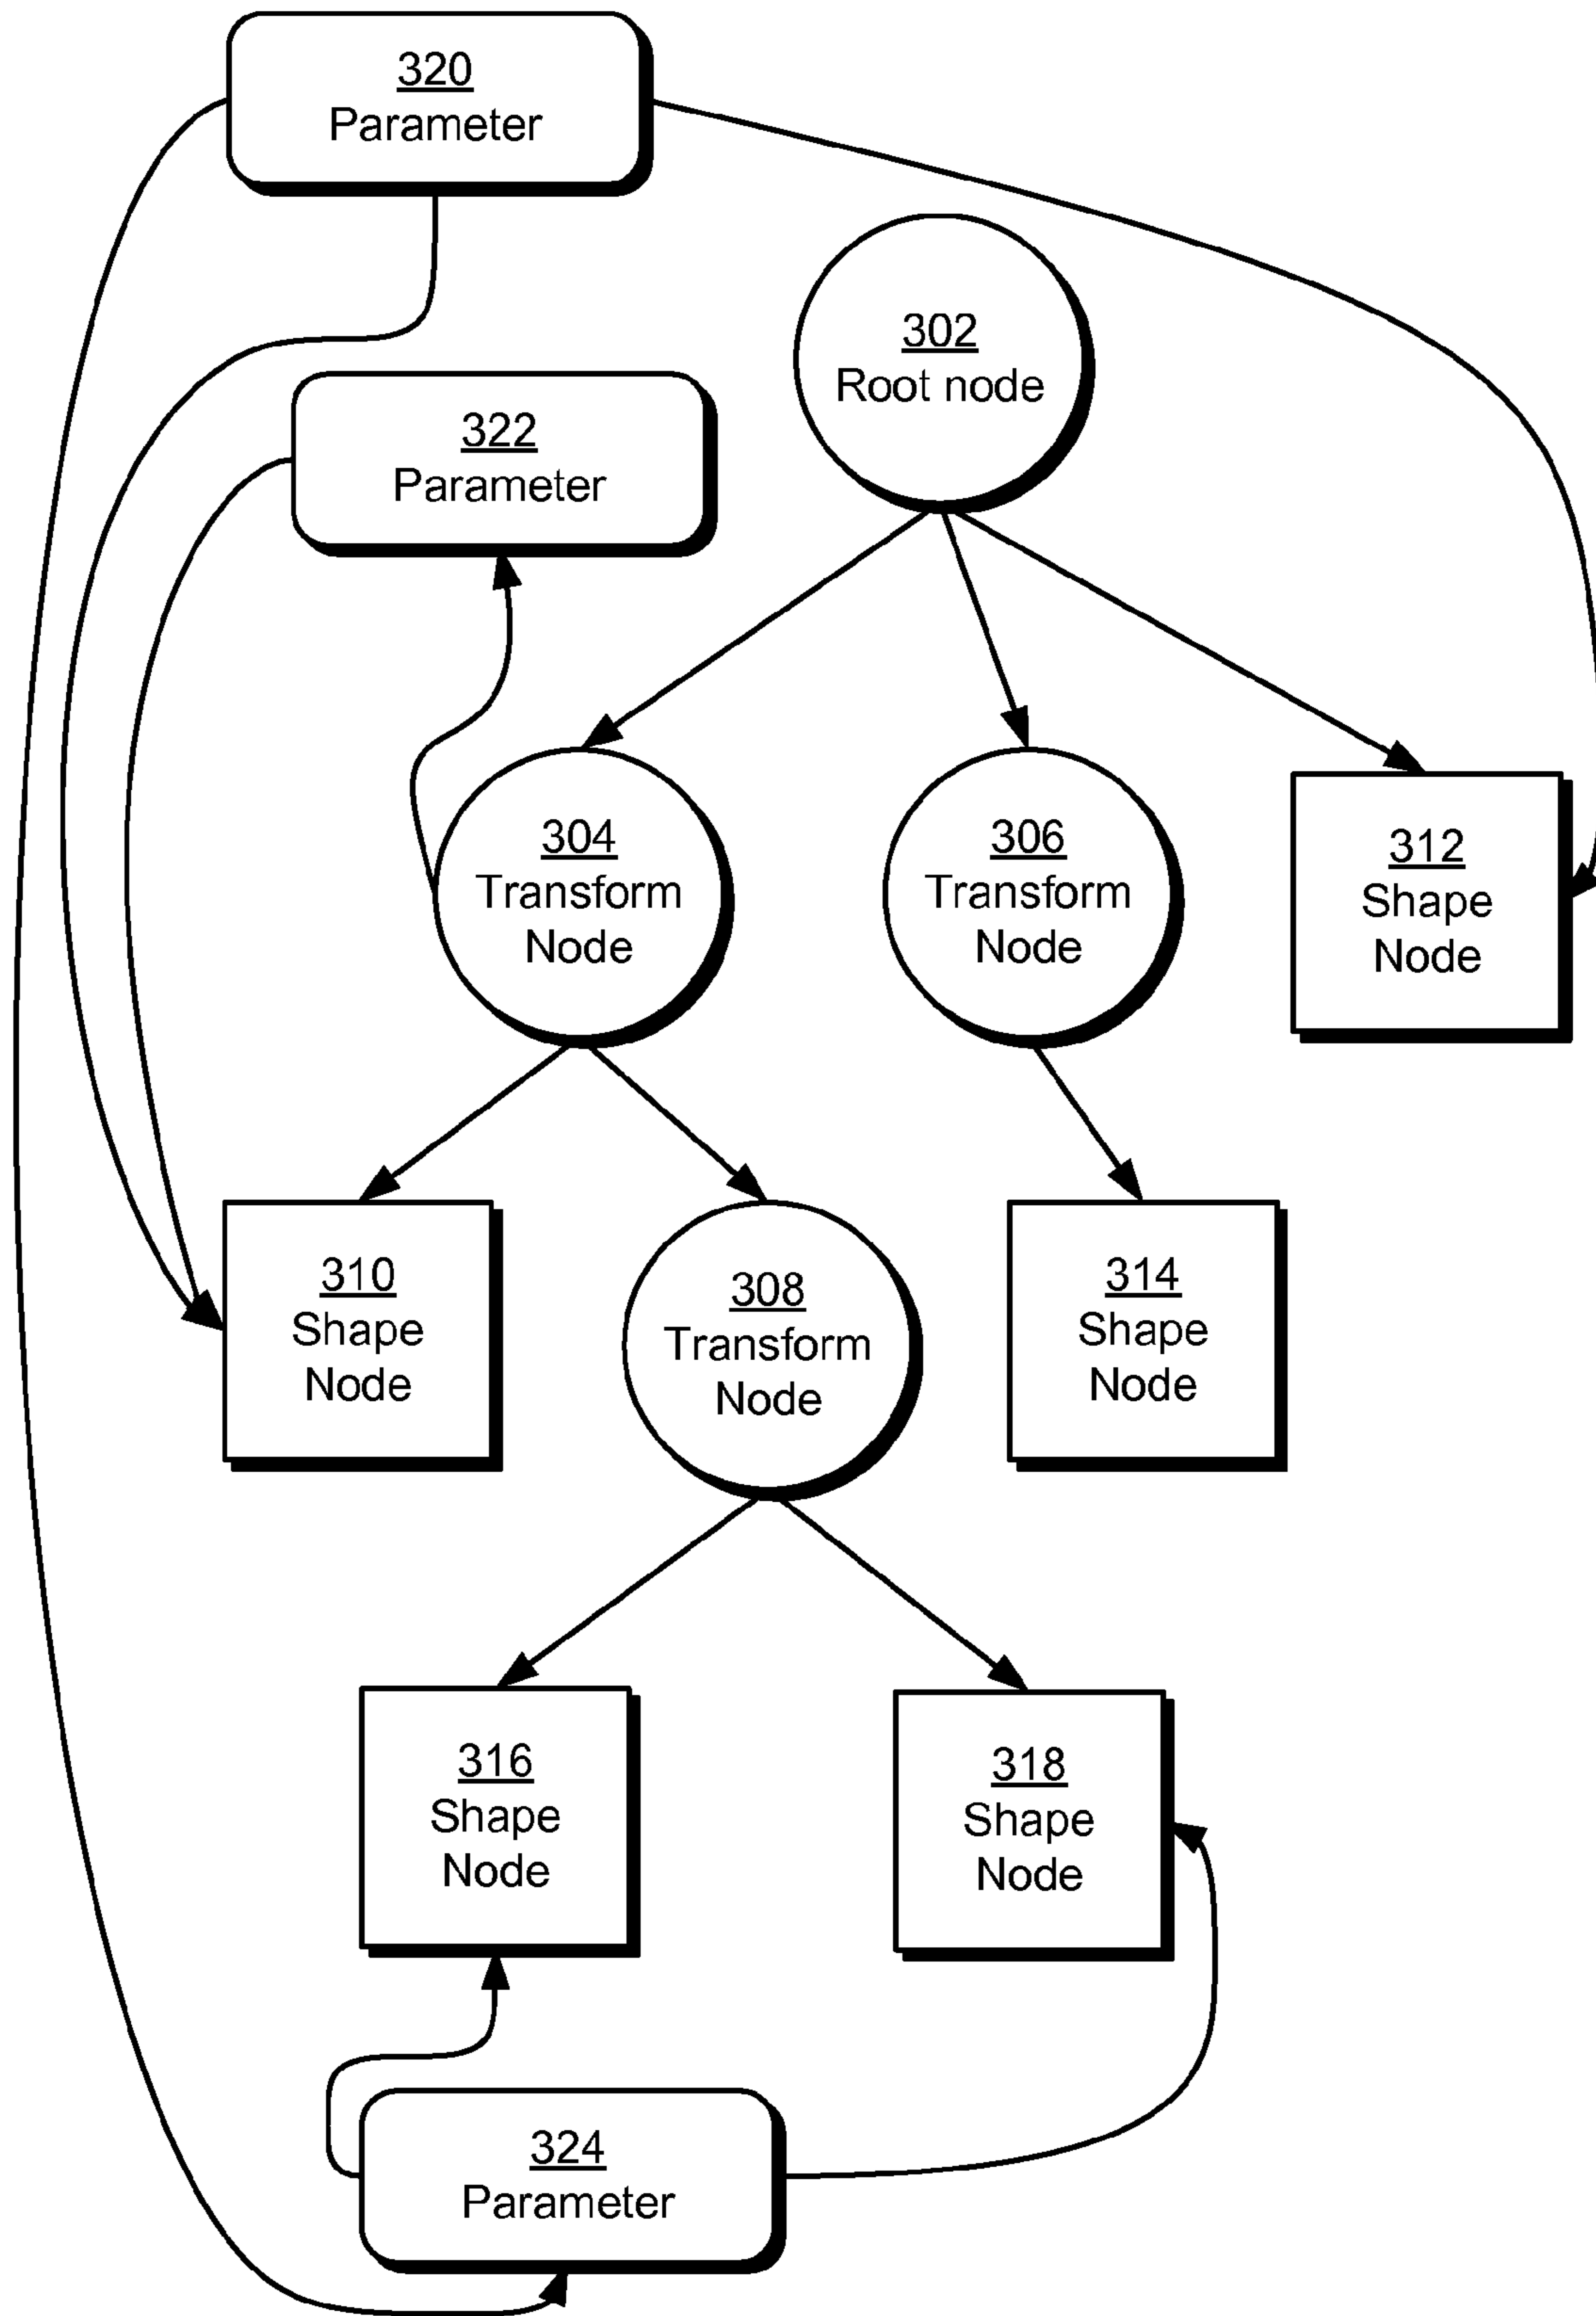 320
Parameter
302
Root node
322
Parameter
304
Transform
Node
306
Transform
Node
312
Shape
Node
310
Shape
Node
308
Transform
Node
314
Shape
Node
316
Shape
Node
318
Shape
Node
324
Parameter